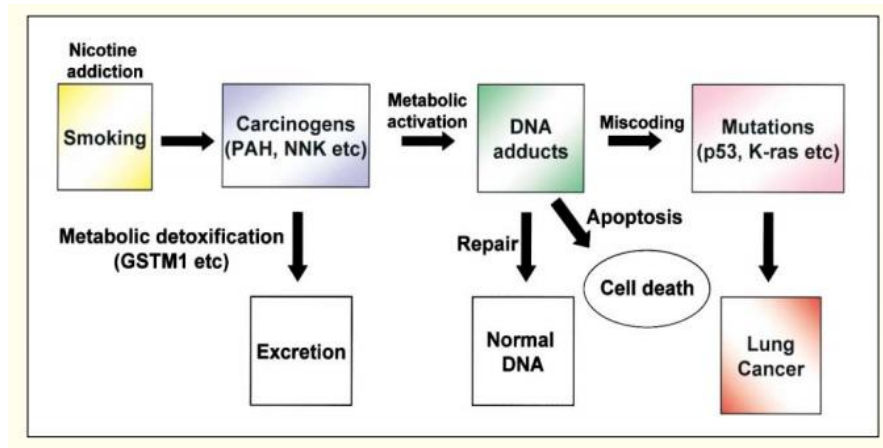 Nicotine
addiction
Smoking
Carcinogens
(PAH, NNK etc)
Metabolic
activation
DNA
adducts
Miscoding
Mutations
(p53, K-ras etc)
Metabolic detoxification
(GSTM1 etc)
Repair
Apoptosis
Cell death
Excretion
Normal
DNA
Lung
Cancer